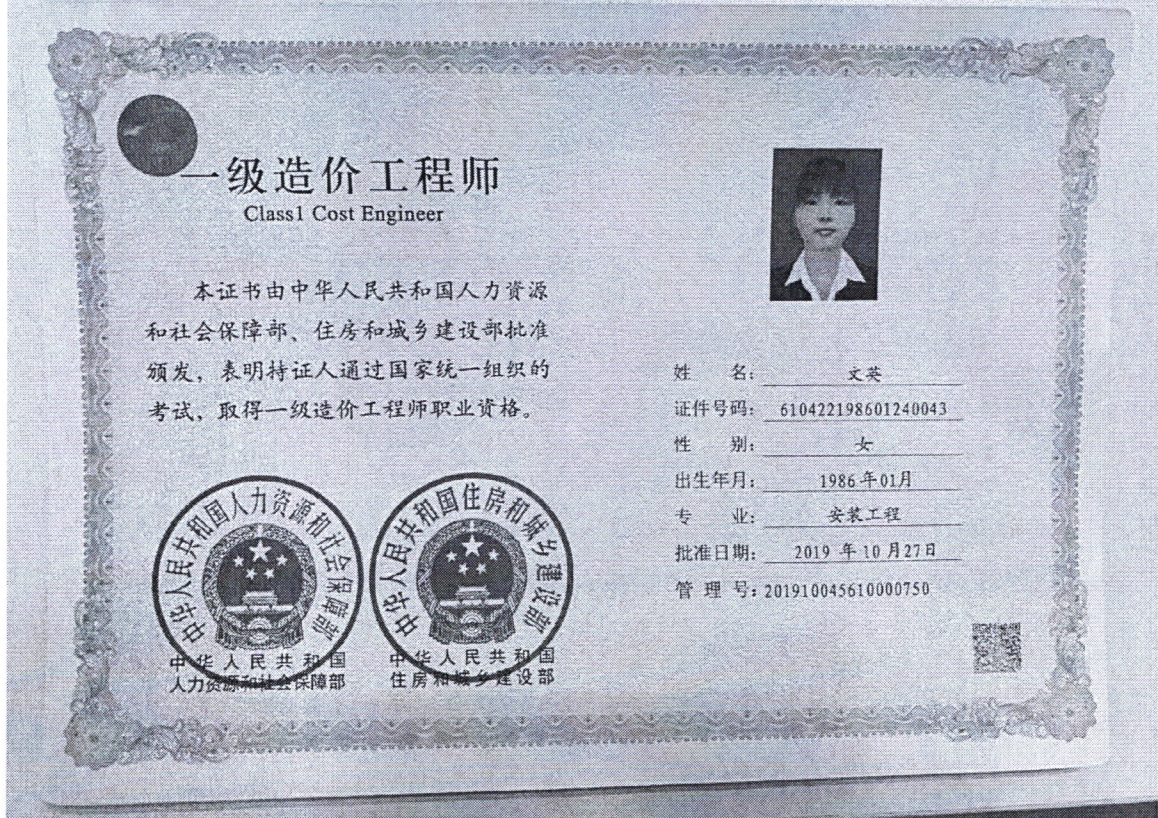 一级造价工程师
Class1 Cost Engineer
本证书由中华人民共和国人力资源
和社会保障部、住房和城乡建设部批准
颁发，表明持证人通过国家统一组织的
考试，取得一级造价工程师职业资格。
中华人民共和国人力资源和社会保障部
中华人民共和国住房和城乡建设部
中华人民共和国
人力资源和社会保障部
中华人民共和国
住房和城乡建设部
姓 名：文英
证件号码：610422198601240043
性 别：女
出生年月：1986年01月
专 业：安装工程
批准日期：2019 年10月27日
管 理 号：201910045610000750